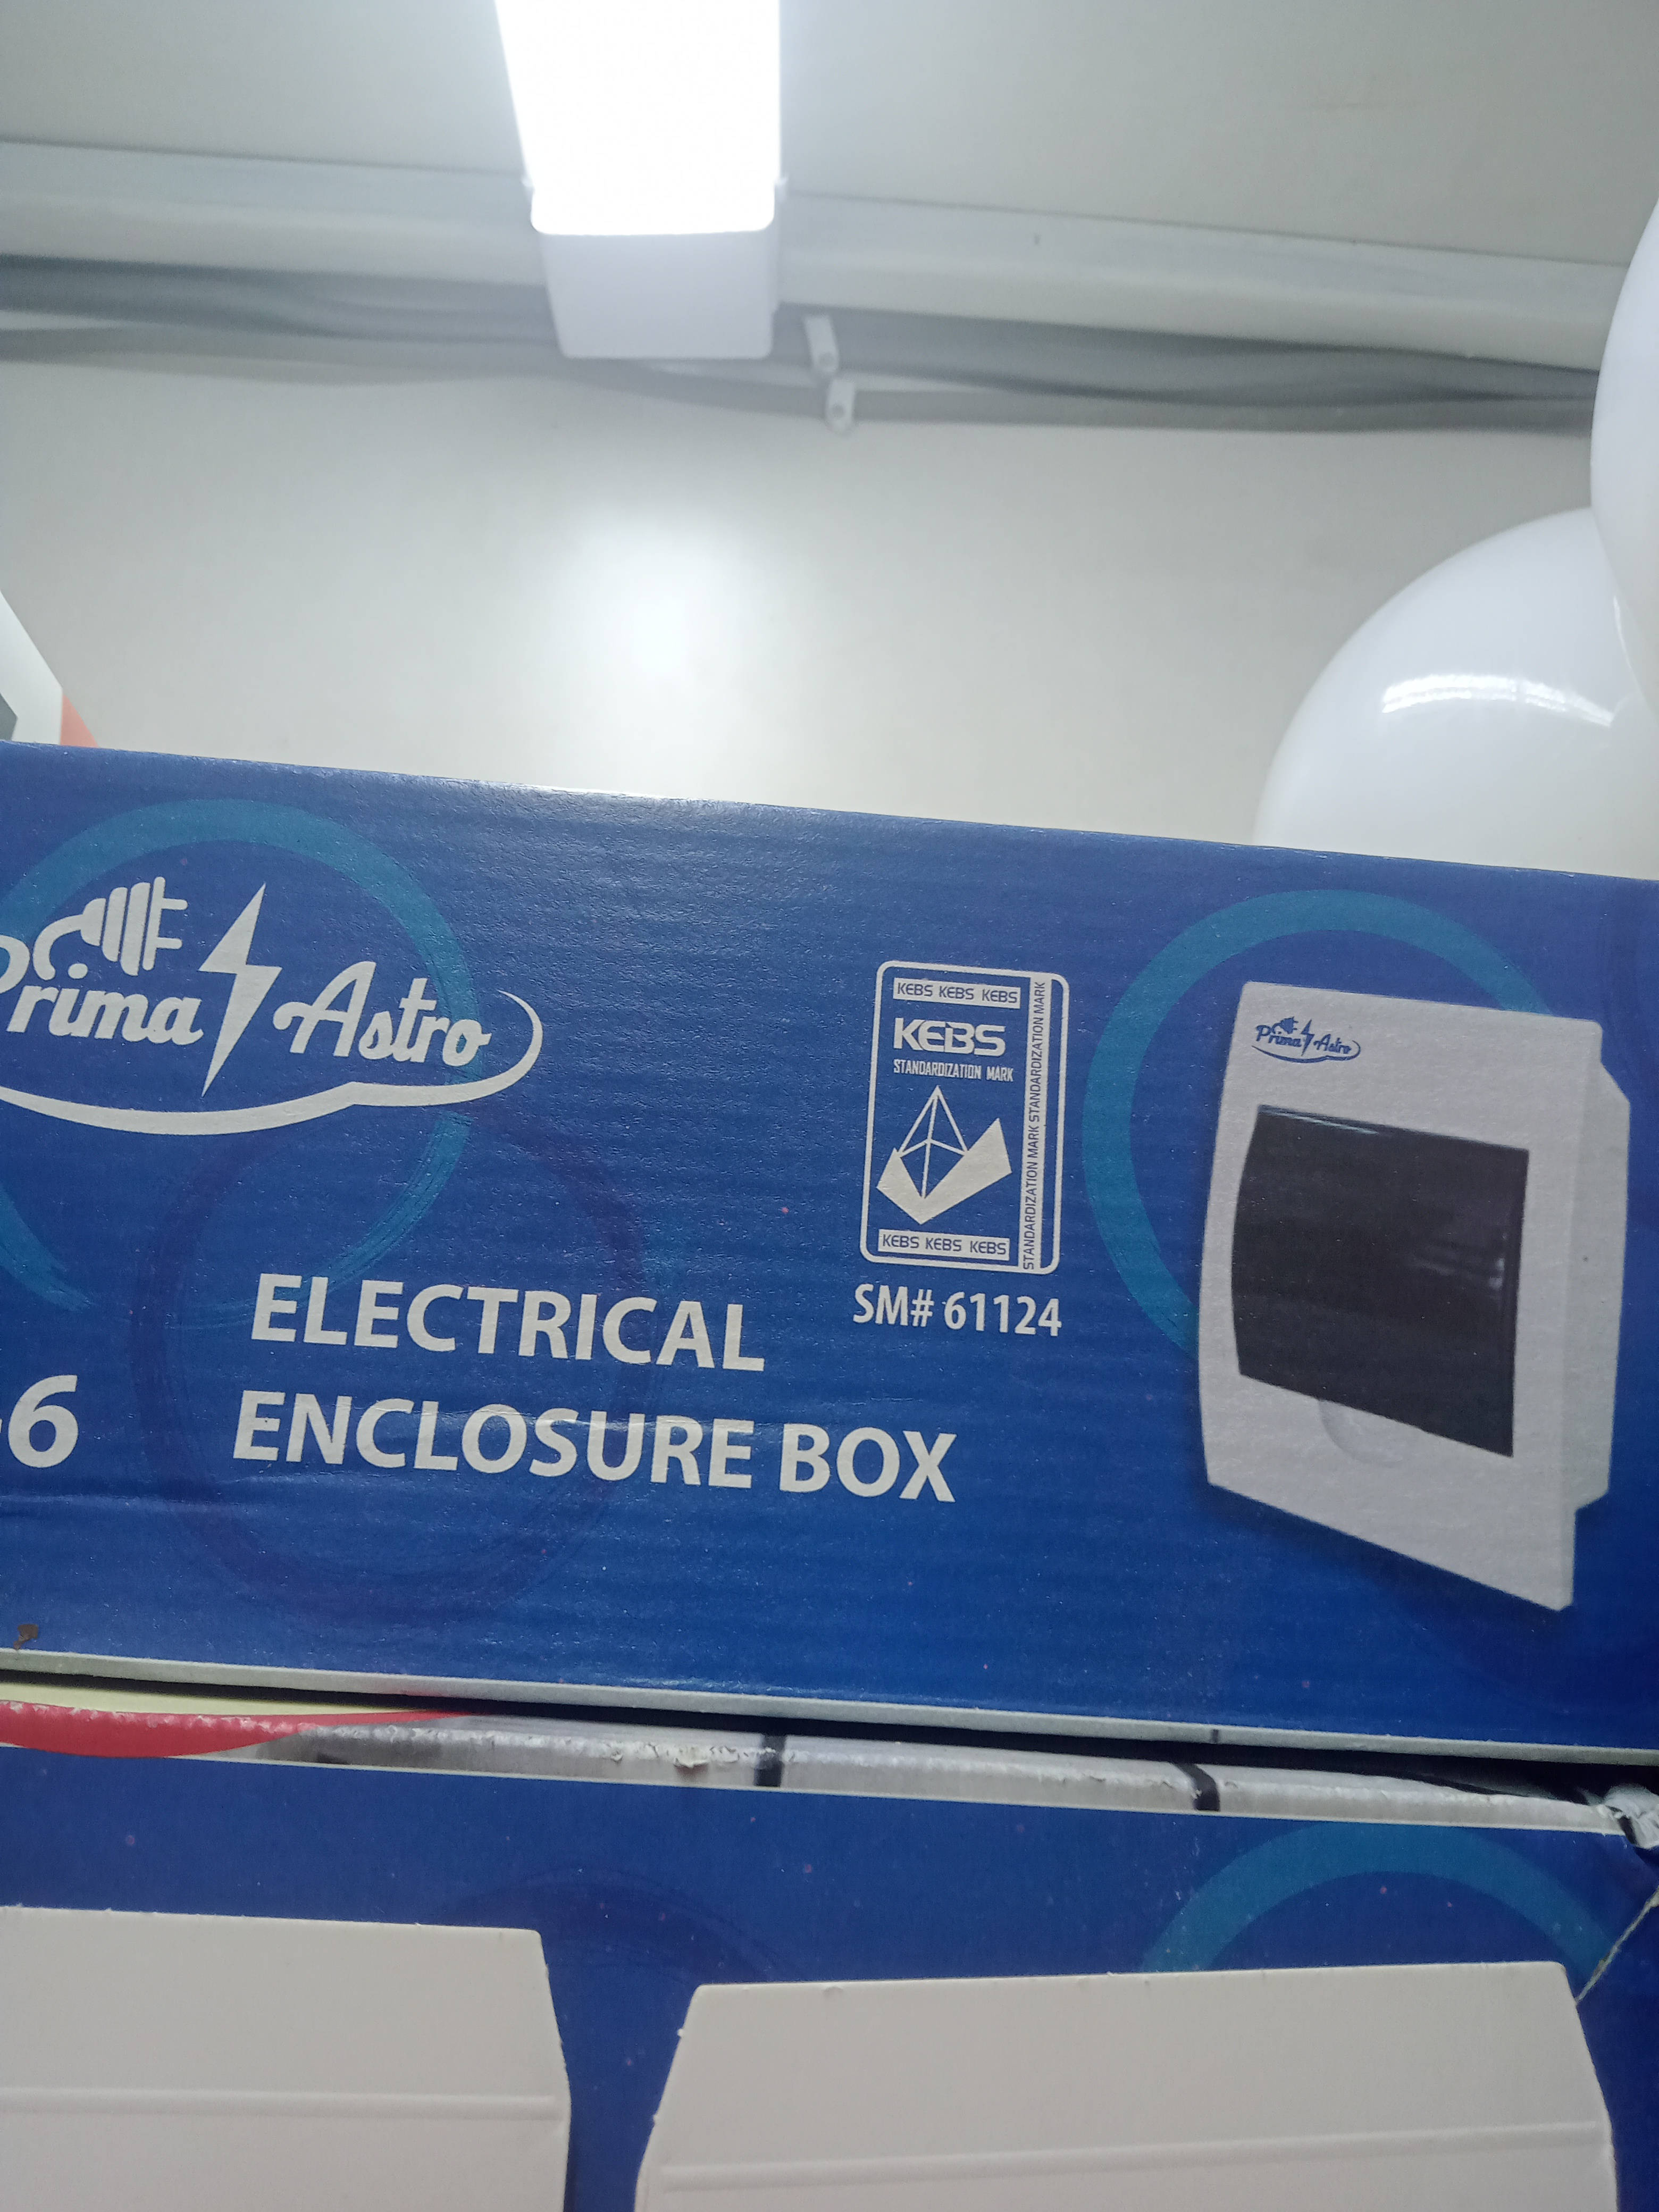 Prima Astro
KEBS KEBS KEBS
KEBS
STANDARDIZATION MARK
STANDARDIZATION MARK STANDARDIZATION MARK
KEBS KEBS KEBS
SM# 61124
Prima Astro
ELECTRICAL
ENCLOSURE BOX
-6